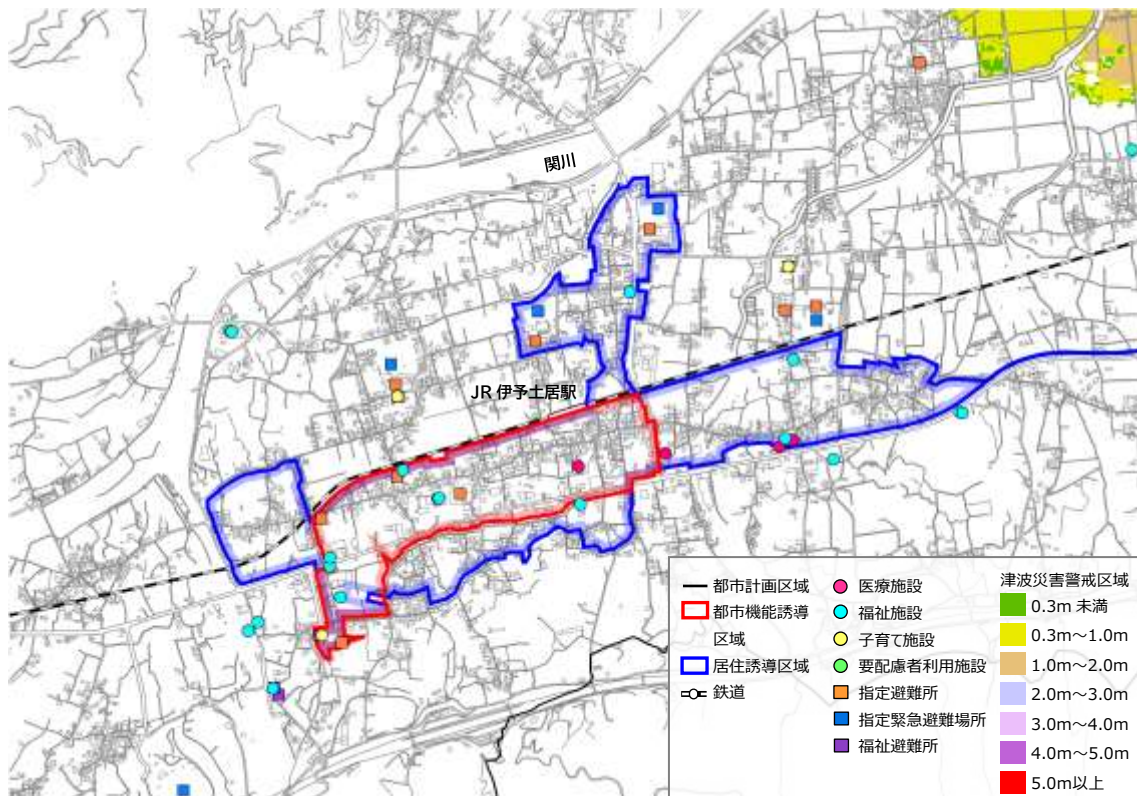 関川
JR 伊予土居駅
都市計画区域
都市機能誘導
区域
居住誘導区域
鉄道
医療施設
福祉施設
子育て施設
要配慮者利用施設
指定避難所
指定緊急避難場所
福祉避難所
津波災害警戒区域
0.3m 未満
0.3m～1.0m
1.0m～2.0m
2.0m～3.0m
3.0m～4.0m
4.0m～5.0m
5.0m以上